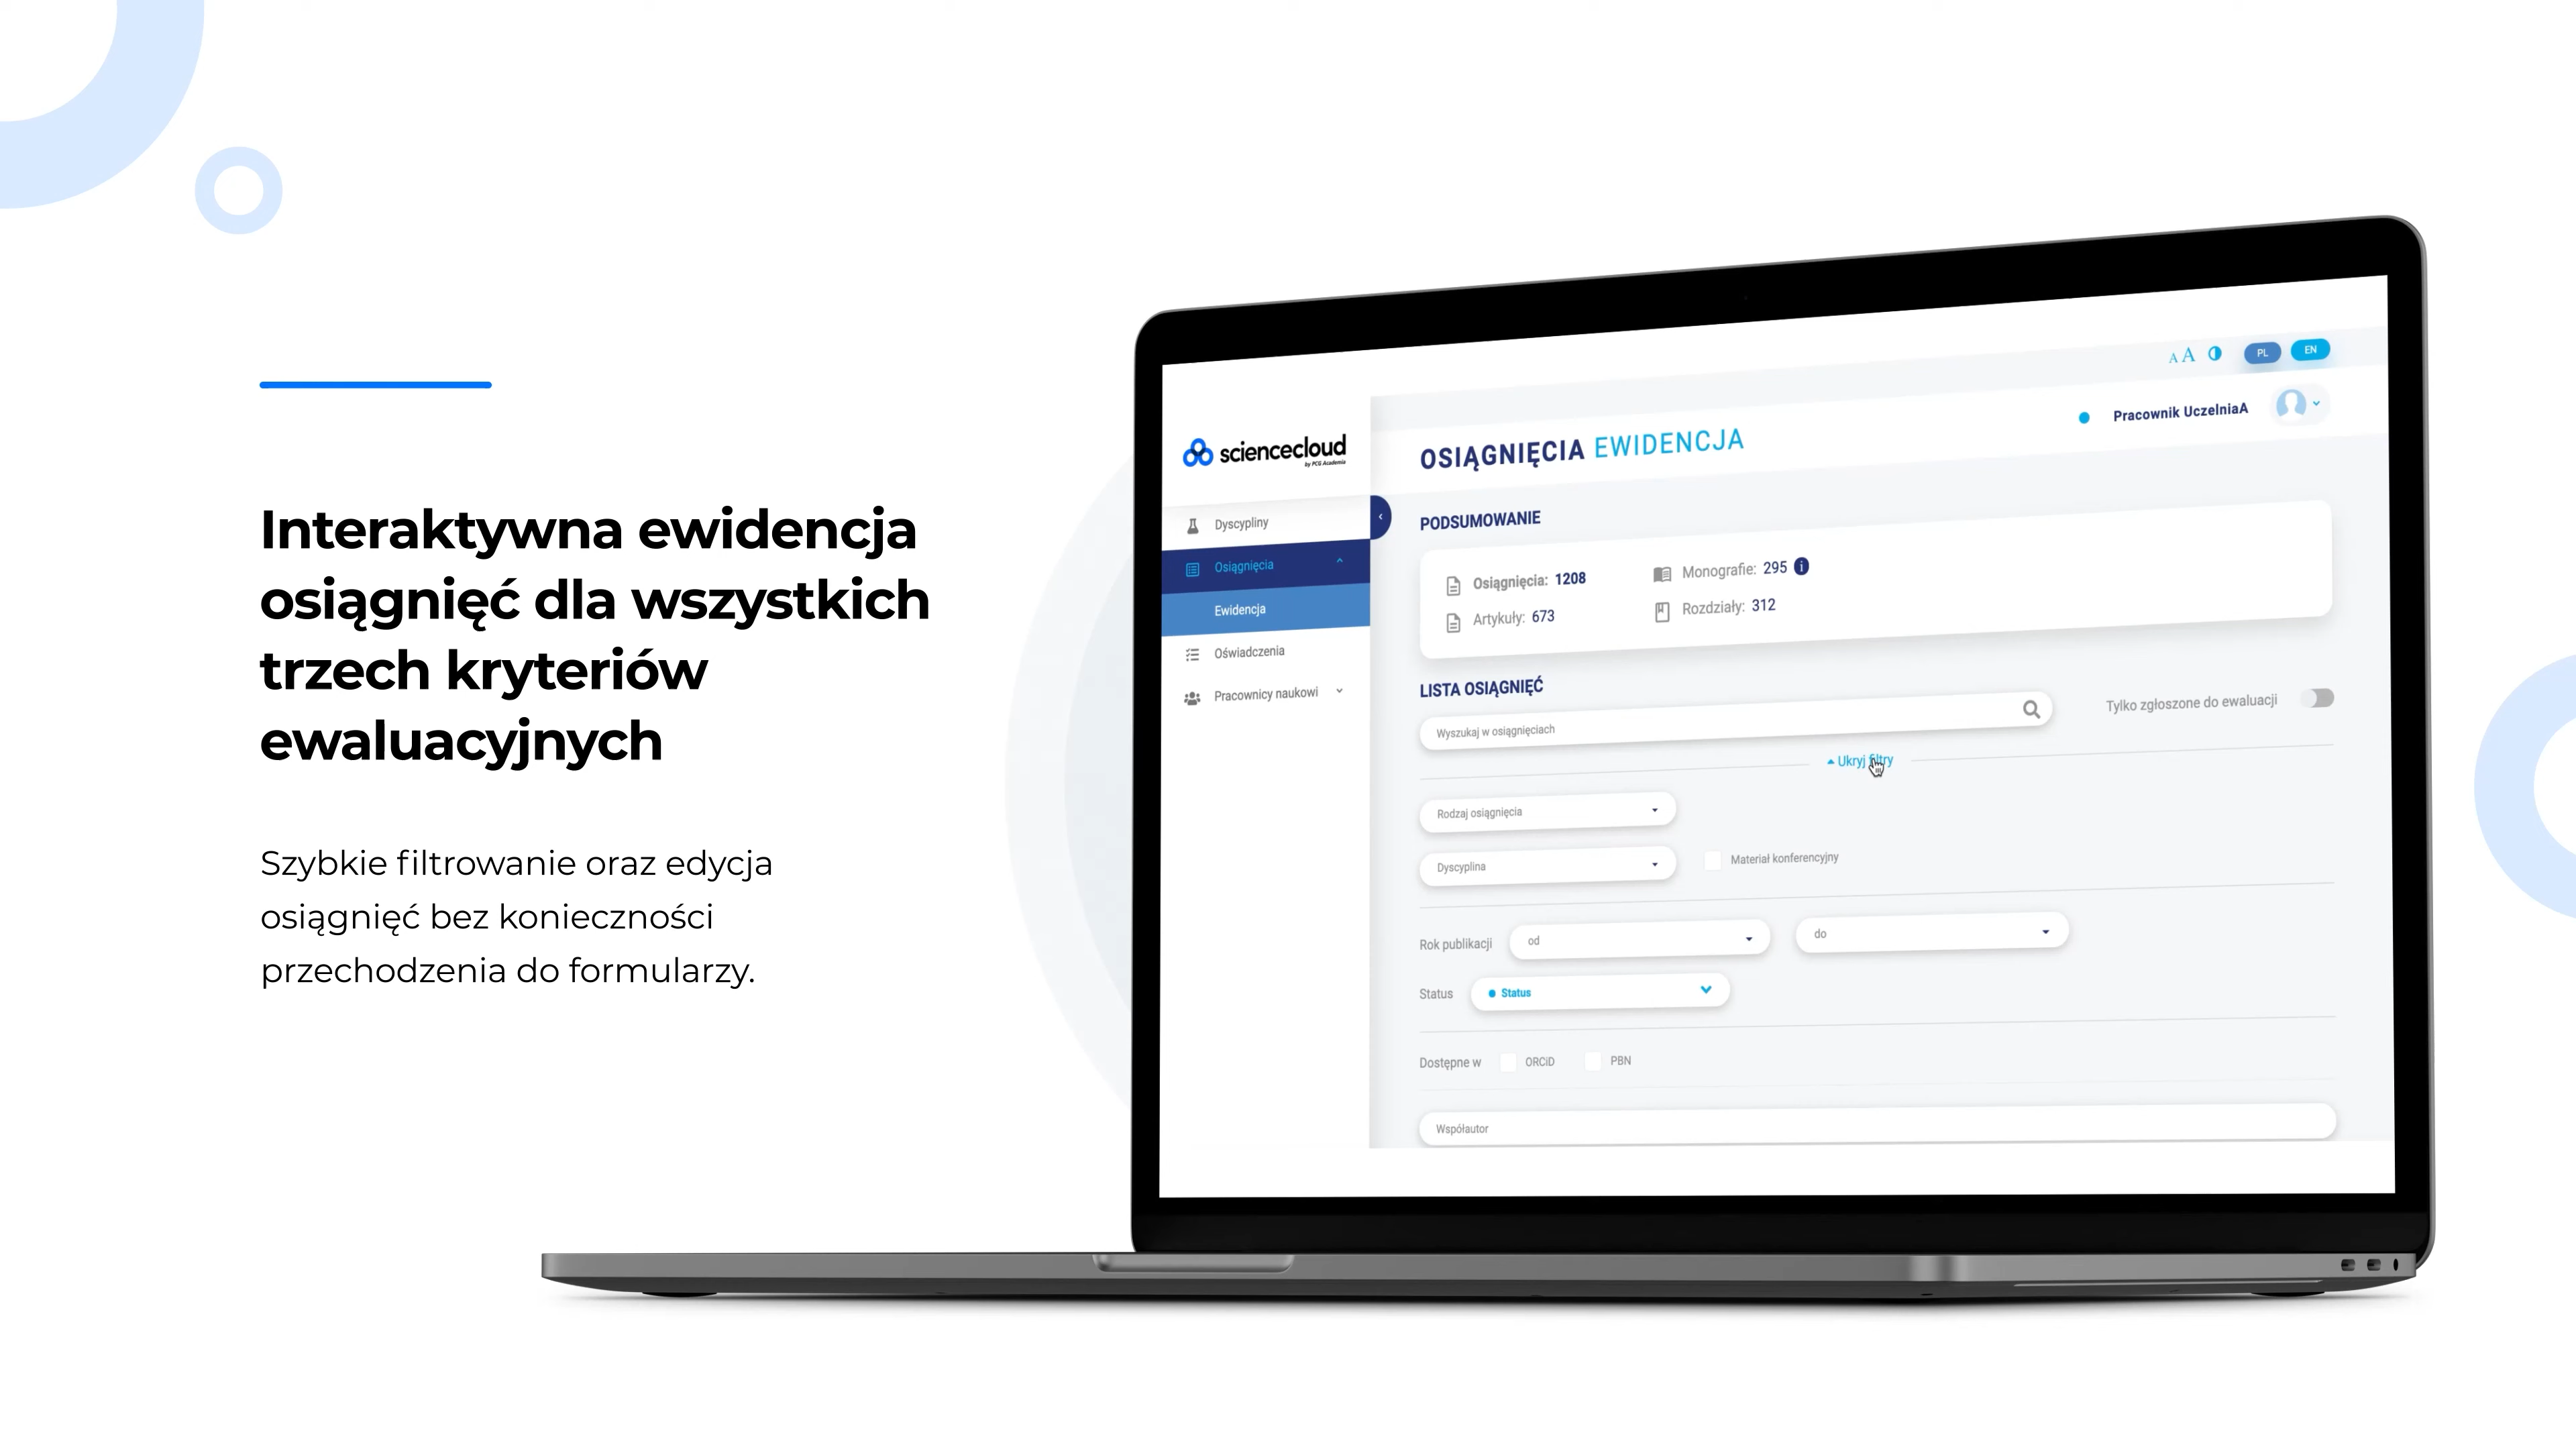 Interaktywna ewidencja
osiągnięć dla wszystkich
trzech kryteriów
ewaluacyjnych
Szybkie filtrowanie oraz edycja
osiągnięć bez konieczności
przechodzenia do formularzy.
A A PL EN
sciencecloud
by PCG Academia
OSIĄGNIĘCIA EWIDENCJA
Pracownik UczelniaA
Dyscypliny
Osiągnięcia
Ewidencja
Oświadczenia
Pracownicy naukowi
PODSUMOWANIE
Osiągnięcia: 1208
Monografie: 295 i
Artykuły: 673
Rozdziały: 312
LISTA OSIĄGNIĘĆ
Wyszukaj w osiągnięciach
Tylko zgłoszone do ewaluacji
Ukryj filtry
Rodzaj osiągnięcia
Dyscyplina
Materiał konferencyjny
Rok publikacji od do
Status Status
Dostępne w ORCiD PBN
Współautor